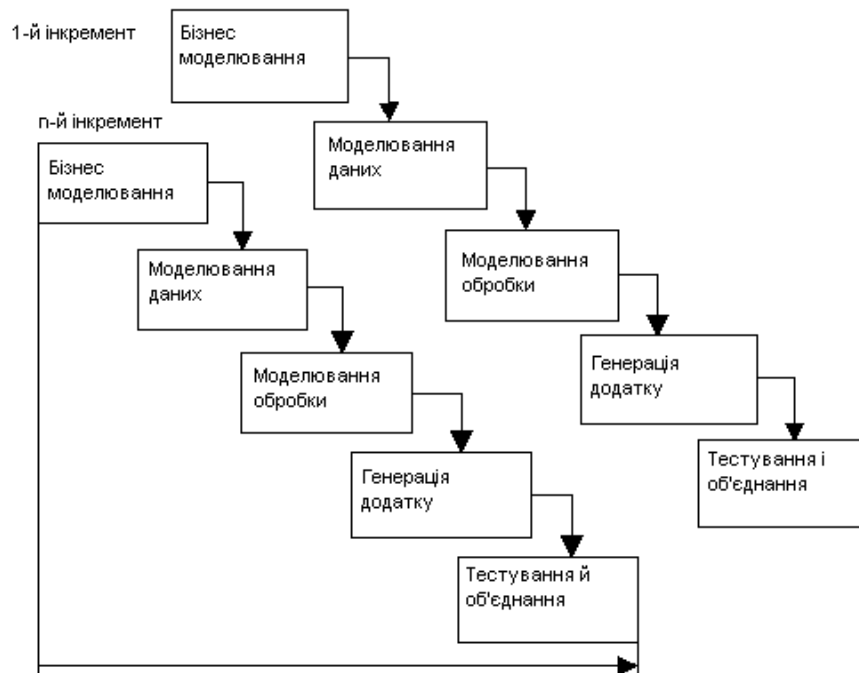 1-й інкремент
Бізнес
моделювання
n-й інкремент
Моделювання
даних
Бізнес
моделювання
Моделювання
обробки
Моделювання
даних
Генерація
додатку
Моделювання
обробки
Тестування і
об'єднання
Генерація
додатку
Тестування й
об'єднання